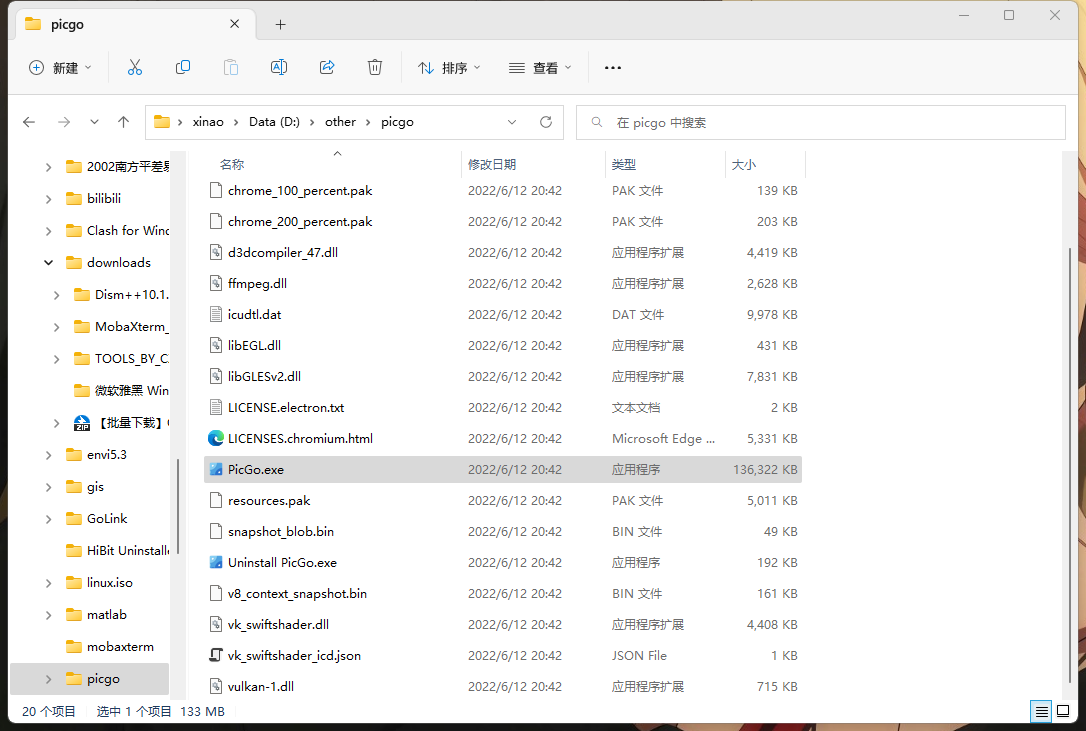 picgo
新建
排序
查看
xinao
Data (D:)
other
picgo
在 picgo 中搜索
2002南方平差易
bilibili
Clash for Wind
downloads
Dism++10.1.
MobaXterm_
TOOLS_BY_C
微软雅黑 Win
【批量下载】
envi5.3
gis
GoLink
HiBit Uninstalle
linux.iso
matlab
mobaxterm
picgo
名称 修改日期 类型 大小
chrome_100_percent.pak 2022/6/12 20:42 PAK 文件 139 KB
chrome_200_percent.pak 2022/6/12 20:42 PAK 文件 203 KB
d3dcompiler_47.dll 2022/6/12 20:42 应用程序扩展 4,419 KB
ffmpeg.dll 2022/6/12 20:42 应用程序扩展 2,628 KB
icudtl.dat 2022/6/12 20:42 DAT 文件 9,978 KB
libEGL.dll 2022/6/12 20:42 应用程序扩展 431 KB
libGLESv2.dll 2022/6/12 20:42 应用程序扩展 7,831 KB
LICENSE.electron.txt 2022/6/12 20:42 文本文档 2 KB
LICENSES.chromium.html 2022/6/12 20:42 Microsoft Edge ... 5,331 KB
PicGo.exe 2022/6/12 20:42 应用程序 136,322 KB
resources.pak 2022/6/12 20:42 PAK 文件 5,011 KB
snapshot_blob.bin 2022/6/12 20:42 BIN 文件 49 KB
Uninstall PicGo.exe 2022/6/12 20:42 应用程序 192 KB
v8_context_snapshot.bin 2022/6/12 20:42 BIN 文件 161 KB
vk_swiftshader.dll 2022/6/12 20:42 应用程序扩展 4,408 KB
vk_swiftshader_icd.json 2022/6/12 20:42 JSON File 1 KB
vulkan-1.dll 2022/6/12 20:42 应用程序扩展 715 KB
20 个项目 选中 1 个项目 133 MB